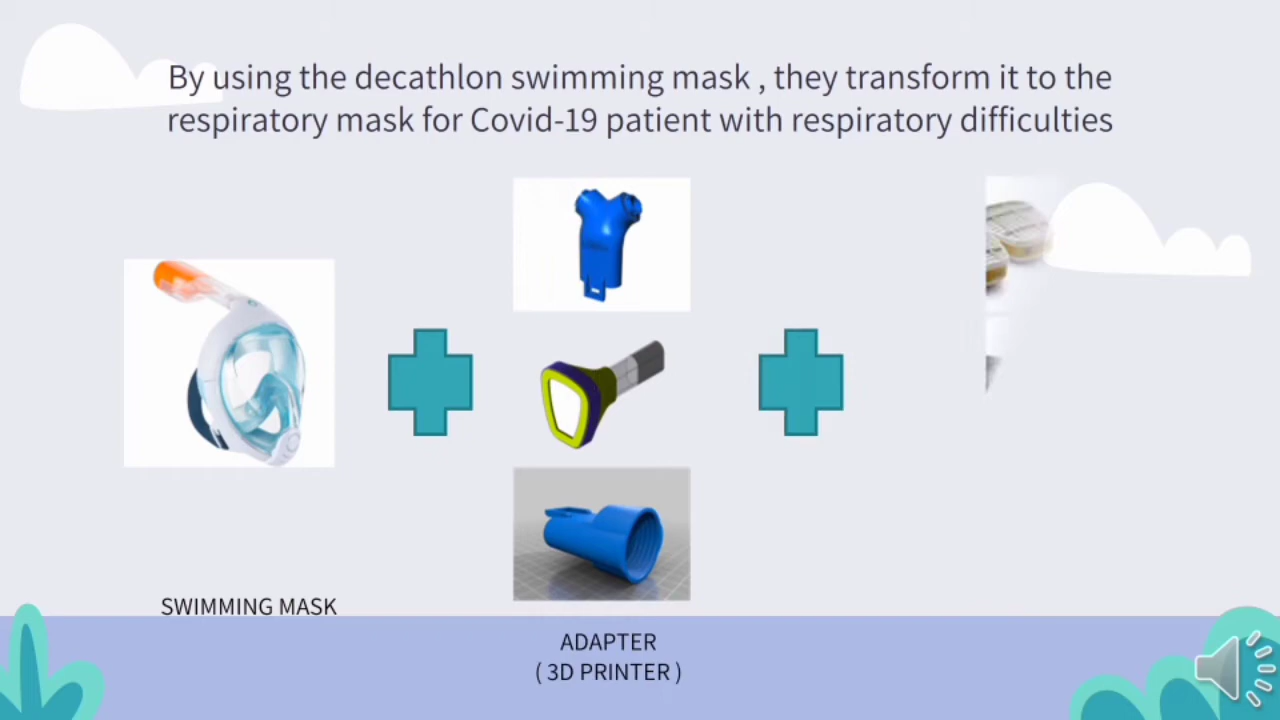 By using the decathlon swimming mask , they transform it to the
respiratory mask for Covid-19 patient with respiratory difficulties
SWIMMING MASK
ADAPTER
( 3D PRINTER )